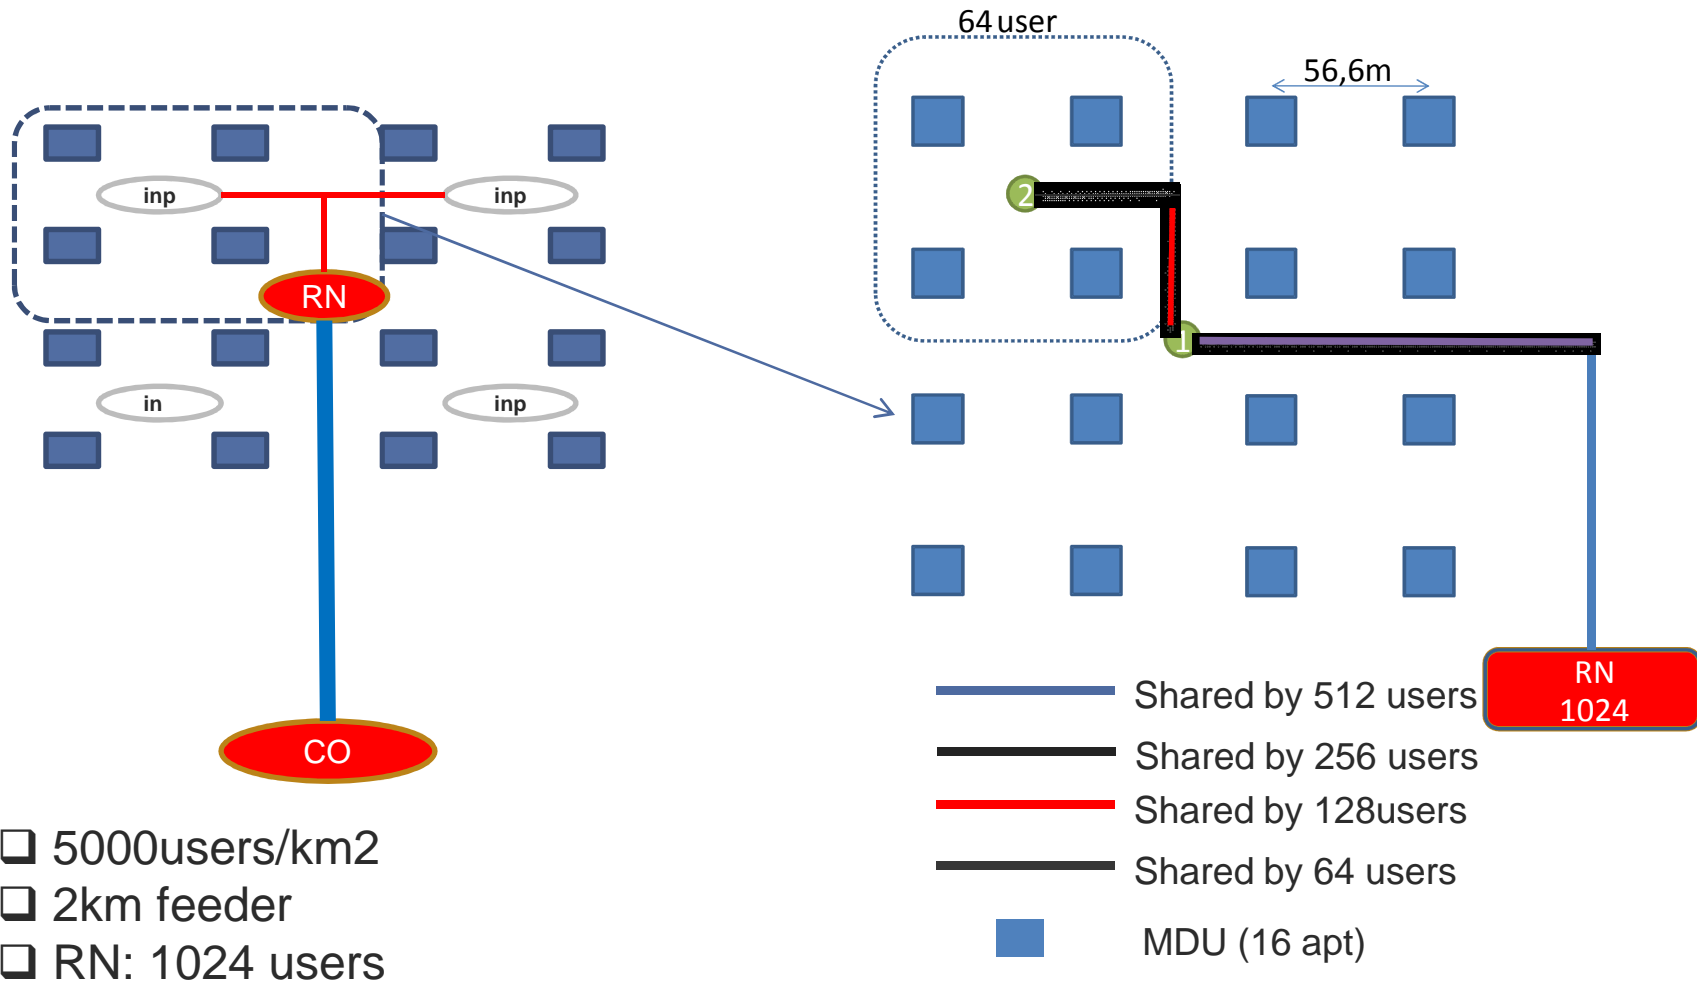 64 user
56,6m
inp
inp
2
RN
1
in
inp
RN
1024
Shared by 512 users
CO
Shared by 256 users
Shared by 128users
5000users/km2
Shared by 64 users
2km feeder
MDU (16 apt)
RN: 1024 users